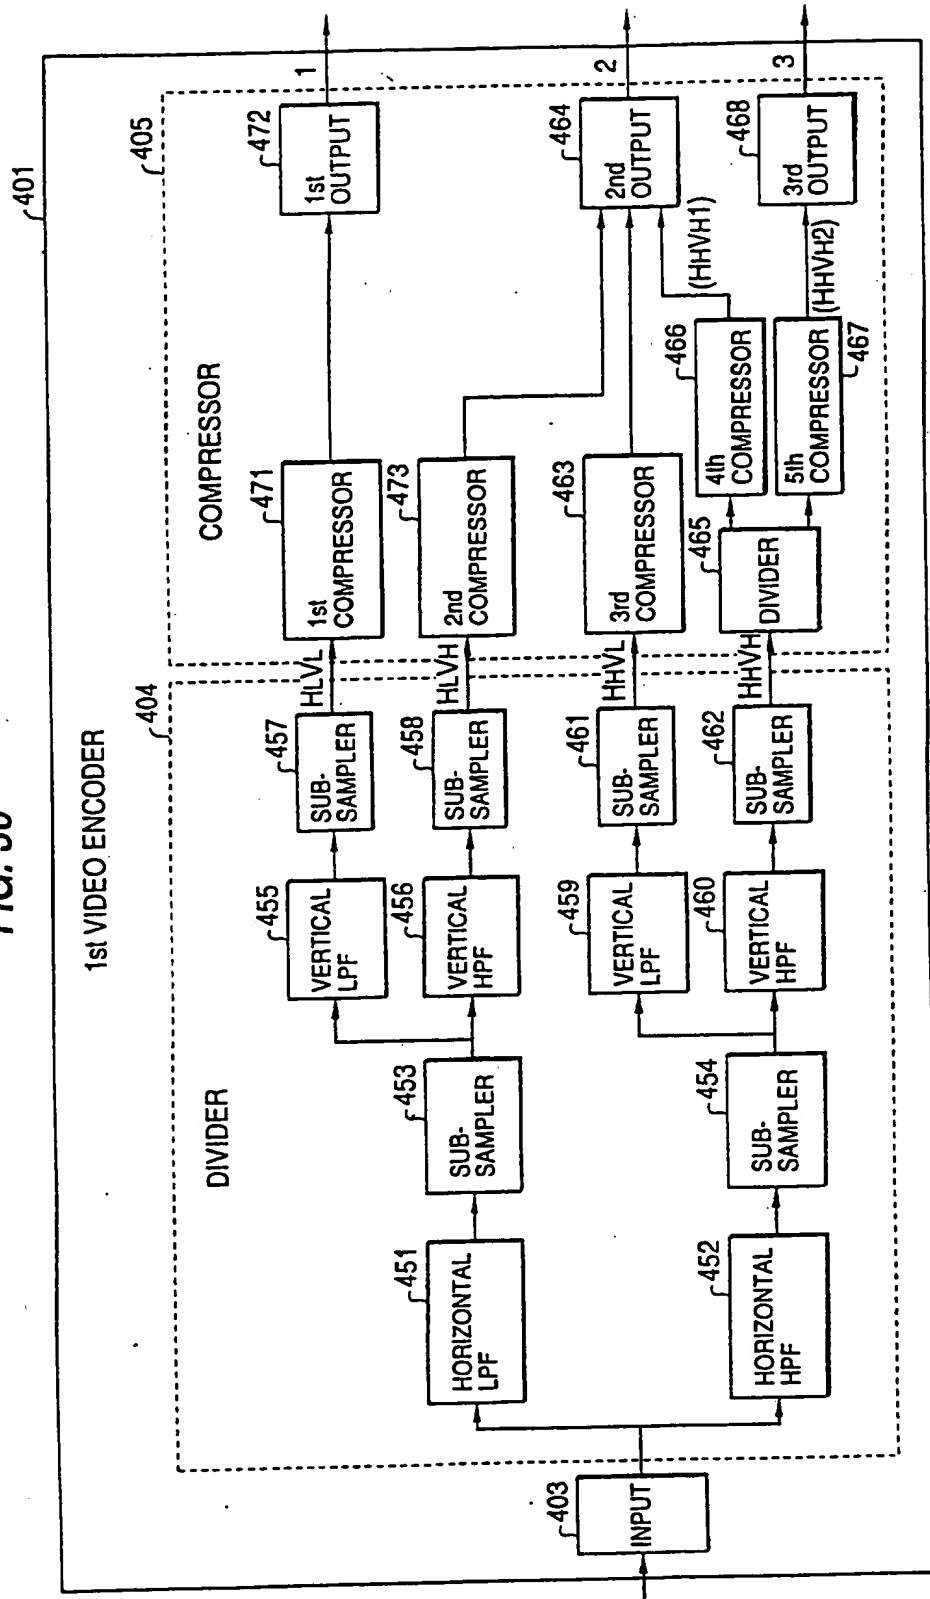 1st VIDEO ENCODER
401
INPUT
403
DIVIDER
404
HORIZONTAL
LPF
451
HORIZONTAL
HPF
452
SUB-
SAMPLER
453
SUB-
SAMPLER
454
VERTICAL
LPF
455
VERTICAL
HPF
456
VERTICAL
LPF
459
VERTICAL
HPF
460
SUB-
SAMPLER
457
SUB-
SAMPLER
458
SUB-
SAMPLER
461
SUB-
SAMPLER
462
HLVL
HLVH
HHVL
HHVH
COMPRESSOR
405
1st
COMPRESSOR
471
2nd
COMPRESSOR
473
3rd
COMPRESSOR
463
DIVIDER
465
4th
COMPRESSOR
466
5th
COMPRESSOR
467
(HHVH1)
(HHVH2)
1st
OUTPUT
472
2nd
OUTPUT
464
3rd
OUTPUT
468
1
2
3